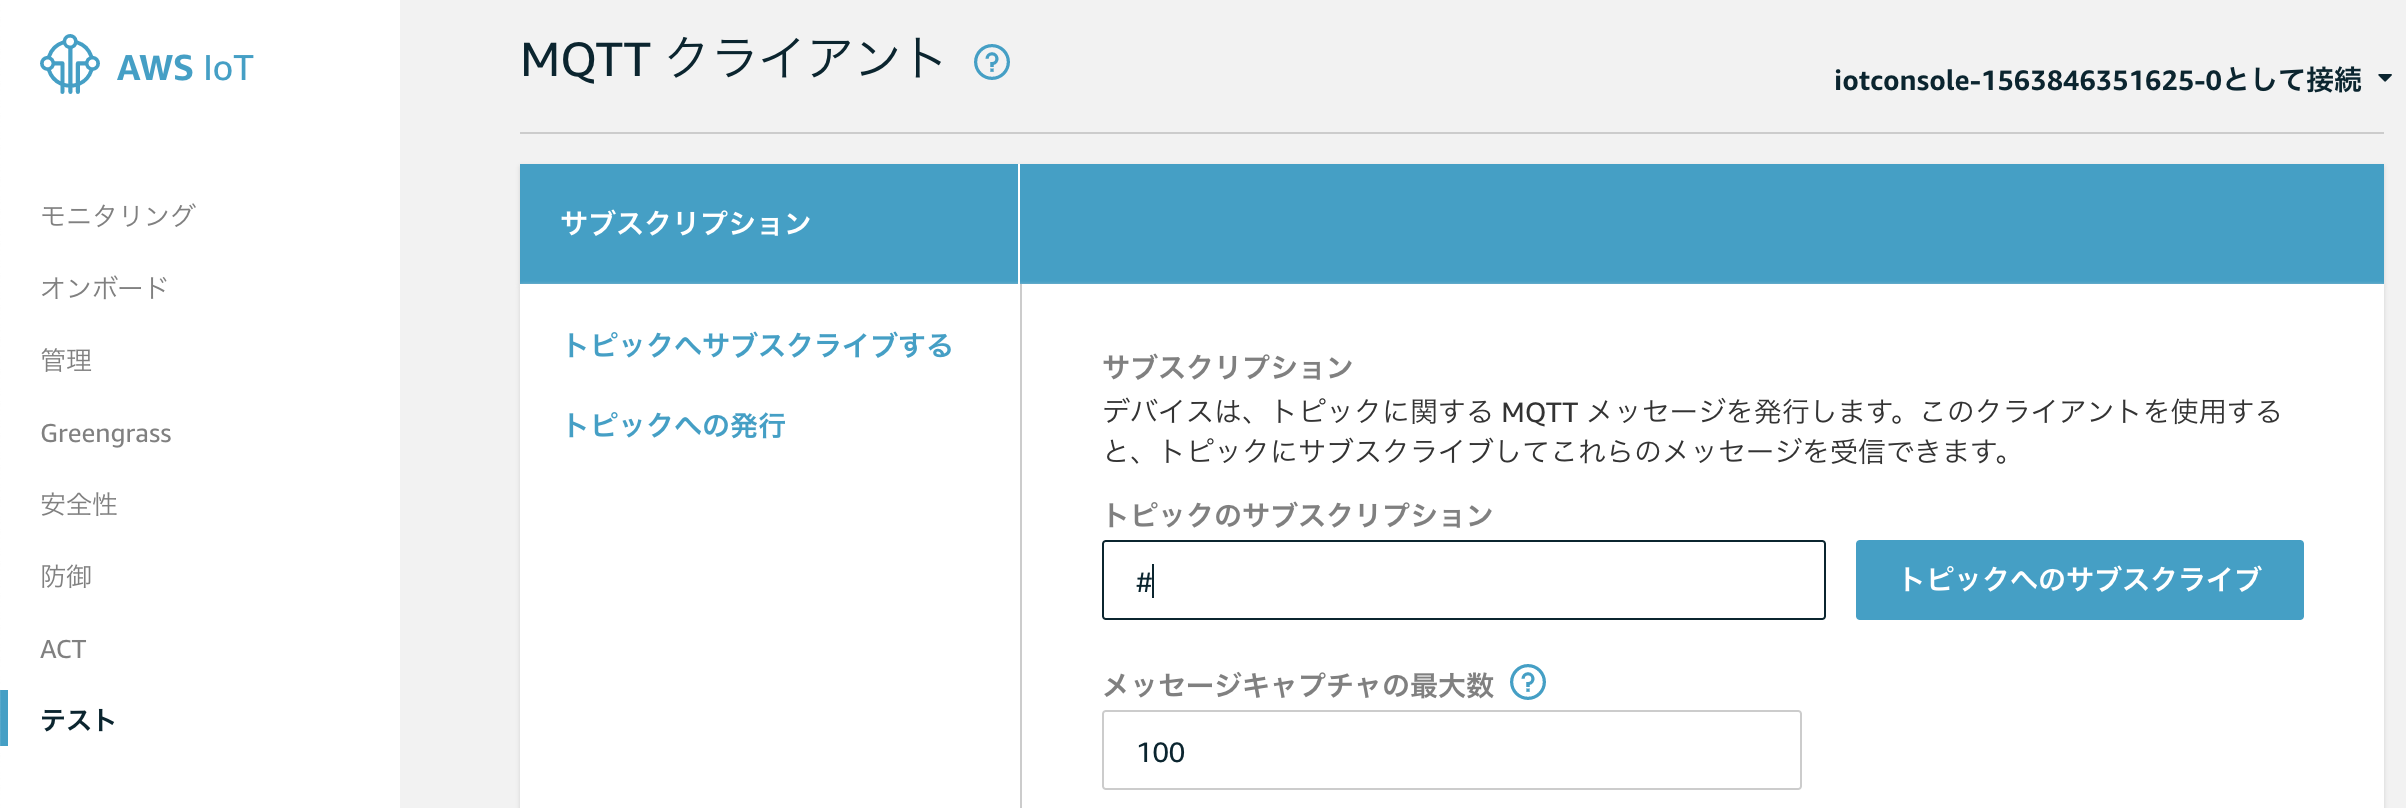 AWS IoT
モニタリング
オンボード
管理
Greengrass
安全性
防御
ACT
テスト
MQTT クライアント ?
iotconsole-1563846351625-0として接続
サブスクリプション
トピックへサブスクライブする
トピックへの発行
サブスクリプション
デバイスは、トピックに関する MQTT メッセージを発行します。このクライアントを使用する
と、トピックにサブスクライブしてこれらのメッセージを受信できます。
トピックのサブスクリプション
#
トピックへのサブスクライブ
メッセージキャプチャの最大数 ?
100